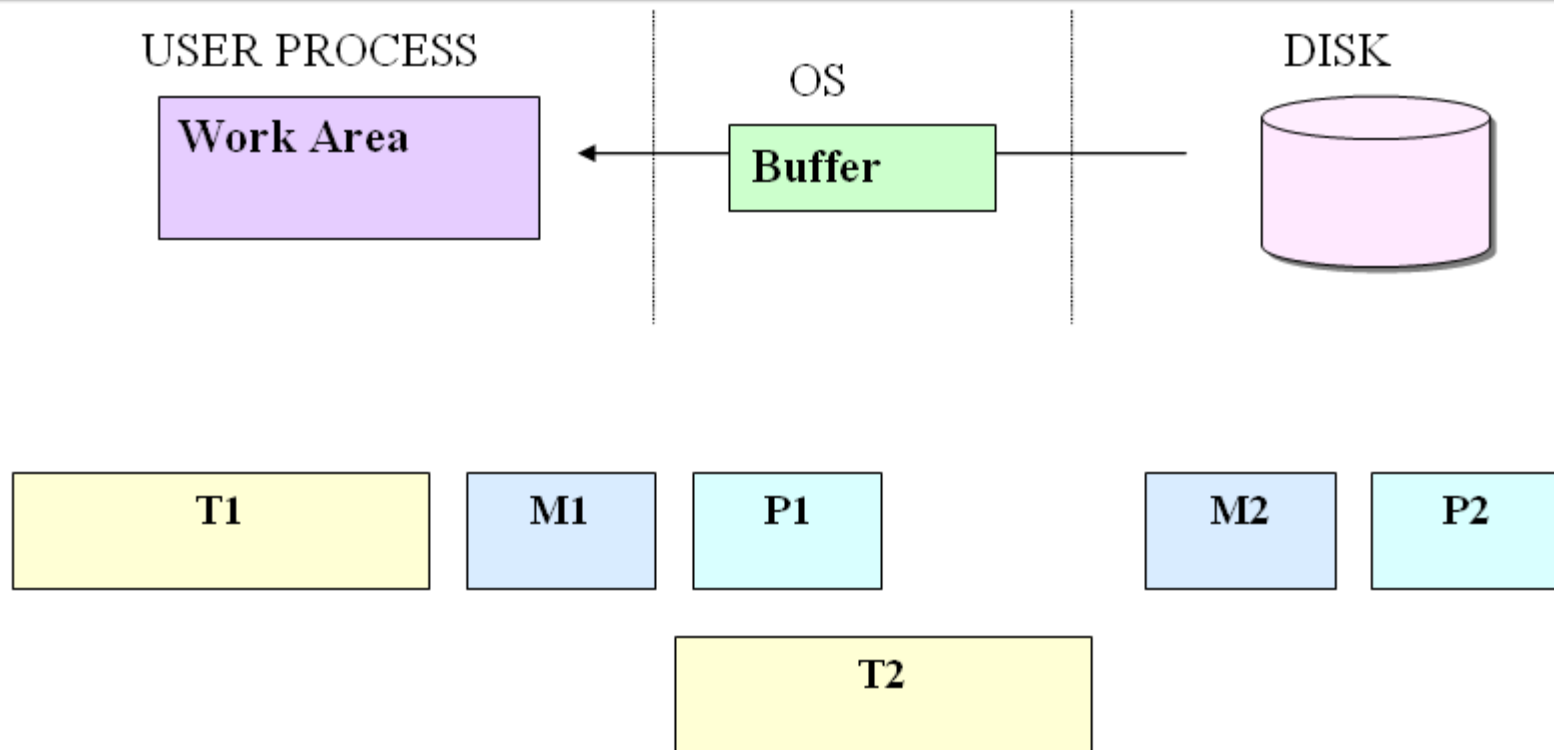 USER PROCESS
OS
DISK
Work Area
Buffer
T1
M1
P1
M2
P2
T2